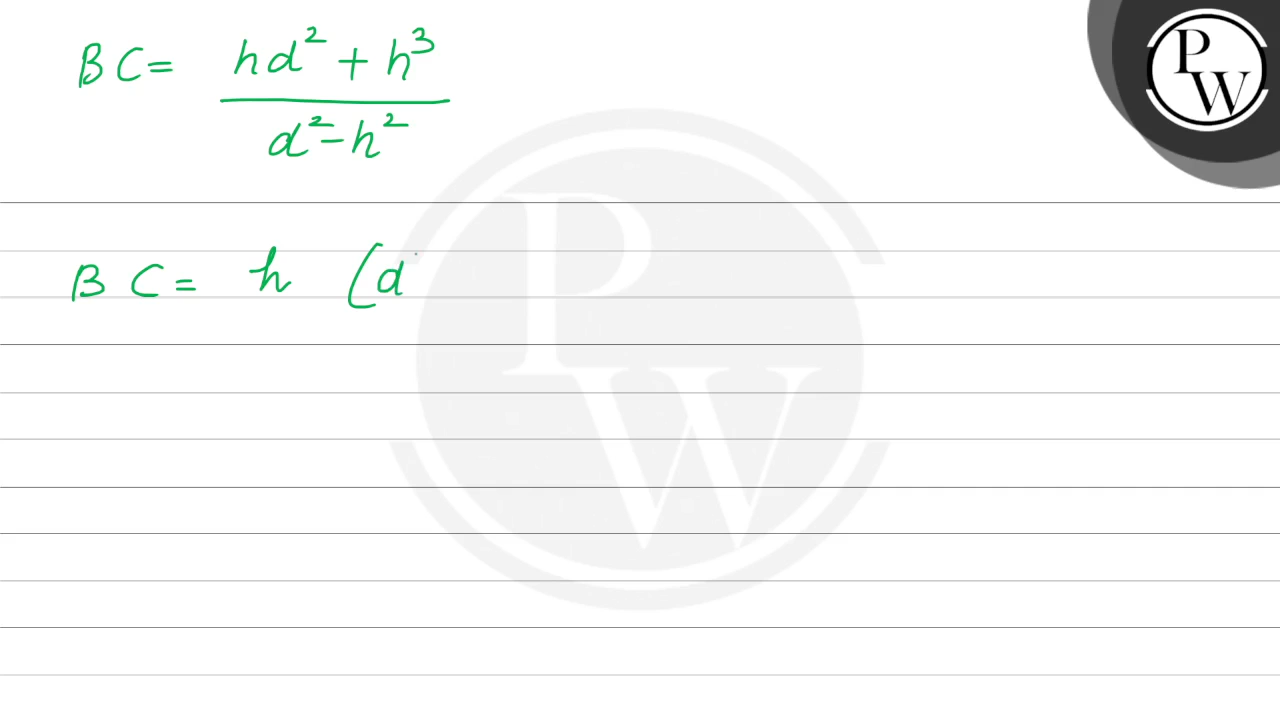 BC = hd² + h³
d² - h²
BC = h (d
P
W
P
W